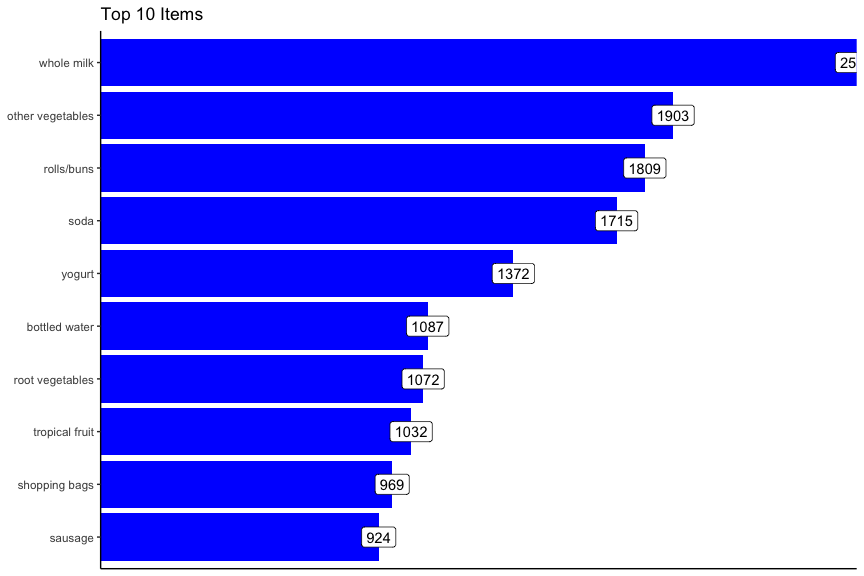 Top 10 Items
whole milk 25
other vegetables 1903
rolls/buns 1809
soda 1715
yogurt 1372
bottled water 1087
root vegetables 1072
tropical fruit 1032
shopping bags 969
sausage 924